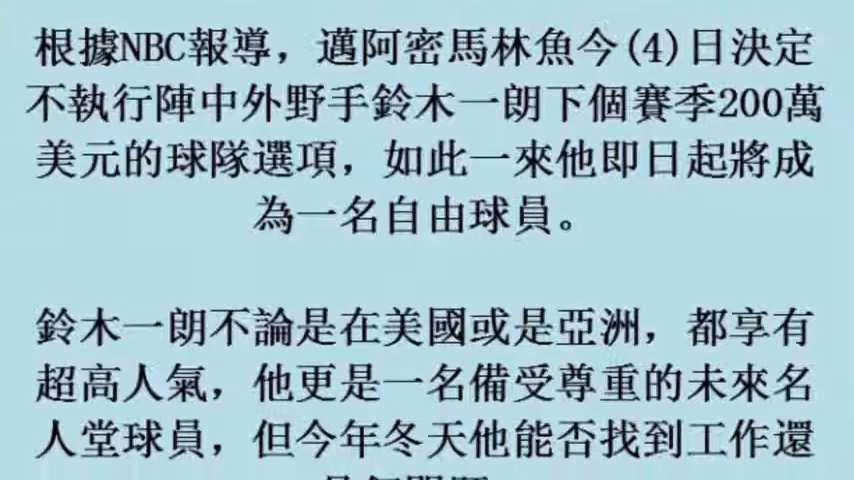 根據NBC報導，邁阿密馬林魚今(4)日決定
不執行陣中外野手鈴木一朗下個賽季200萬
美元的球隊選項，如此一來他即日起將成
為一名自由球員。
鈴木一朗不論是在美國或是亞洲，都享有
超高人氣，他更是一名備受尊重的未來名
人堂球員，但今年冬天他能否找到工作還